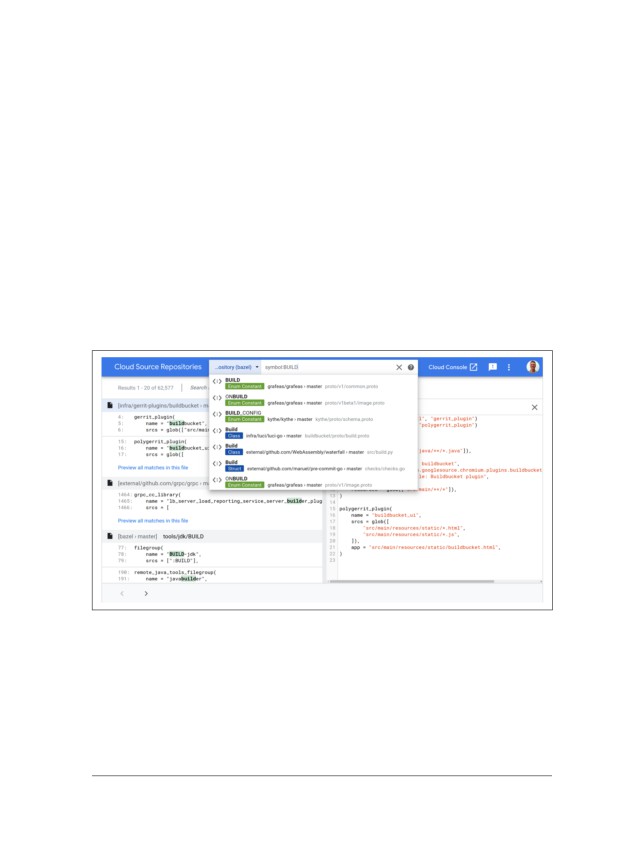 Cloud Source Repositories
...ository (bazel)
symbol:BUILD
Cloud Console
Results 1 - 20 of 62,577
Search
BUILD
Enum Constant grafeas/grafeas › master proto/v1/common.proto
ONBUILD
Enum Constant grafeas/grafeas › master proto/v1beta1/image.proto
BUILD_CONFIG
Enum Constant kythe/kythe › master kythe/proto/schema.proto
Build
Class infra/luci/luci-go › master buildbucket/proto/build.proto
Build
Class external/github.com/WebAssembly/waterfall › master src/build.py
Build
Struct external/github.com/manuel/pre-commit-go › master checks/checks.go
ONBUILD
Enum Constant grafeas/grafeas › master proto/v1/image.proto
[infra/gerrit-plugins/buildbucket › m
4: gerrit_plugin(
5: name = "buildbucket",
6: srcs = glob(["src/mai
15: polygerrit_plugin(
16: name = "buildbucket_u
17: srcs = glob([
Preview all matches in this file
[external/github.com/grpc/grpc › m
1464: grpc_cc_library(
1465: name = "lb_server_load_reporting_service_server_builder_plug
1466: srcs = [
Preview all matches in this file
[bazel › master] tools/jdk/BUILD
77: filegroup(
78: name = "BUILD-jdk",
79: srcs = [":BUILD"],
190: remote_java_tools_filegroup(
191: name = "javabuilder",
l", "gerrit_plugin")
"polygerrit_plugin")
java/**/*.java"]),
buildbucket",
.googlesource.chromium.plugins.buildbucket
le: Buildbucket plugin",
main/**/*"]),
13 )
14
15 polygerrit_plugin(
16 name = "buildbucket_ui",
17 srcs = glob([
18 "src/main/resources/static/*.html",
19 "src/main/resources/static/*.js",
20 ]),
21 app = "src/main/resources/static/buildbucket.html",
22 )
23